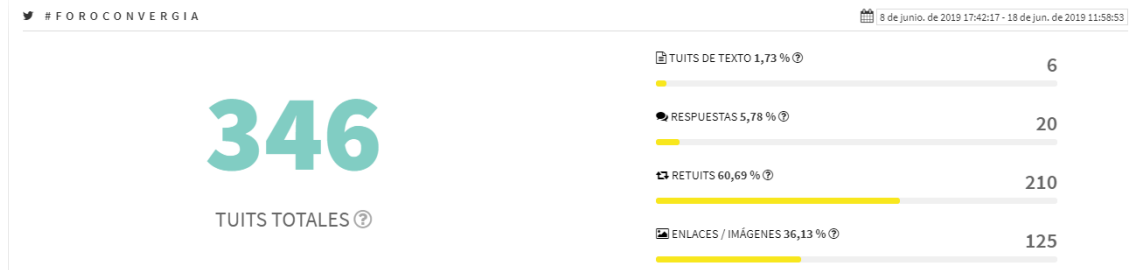 #FOROCONVERGIA
8 de junio. de 2019 17:42:17 - 18 de jun. de 2019 11:58:53
346
TUITS TOTALES
TUITS DE TEXTO 1,73 %
6
RESPUESTAS 5,78 %
20
RETUITS 60,69 %
210
ENLACES / IMÁGENES 36,13 %
125